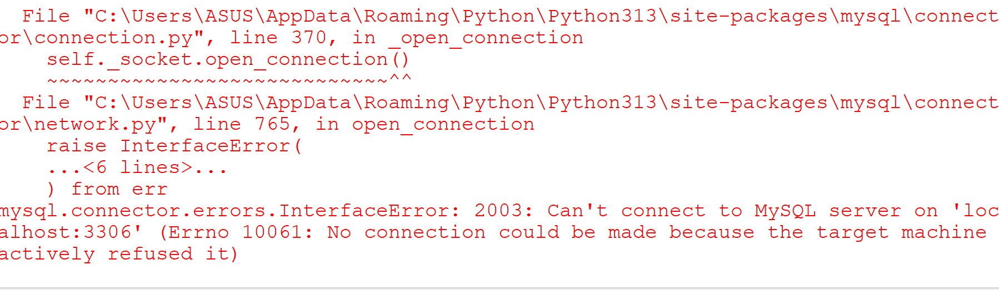 File "C:\Users\ASUS\AppData\Roaming\Python\Python313\site-packages\mysql\connect
or\connection.py", line 370, in _open_connection
self._socket.open_connection()
~~~~~~~~~~~~~~~~~~~~~~~~~~~~^^
File "C:\Users\ASUS\AppData\Roaming\Python\Python313\site-packages\mysql\connect
or\network.py", line 765, in open_connection
raise InterfaceError(
...<6 lines>...
) from err
mysql.connector.errors.InterfaceError: 2003: Can't connect to MySQL server on 'loc
alhost:3306' (Errno 10061: No connection could be made because the target machine
actively refused it)